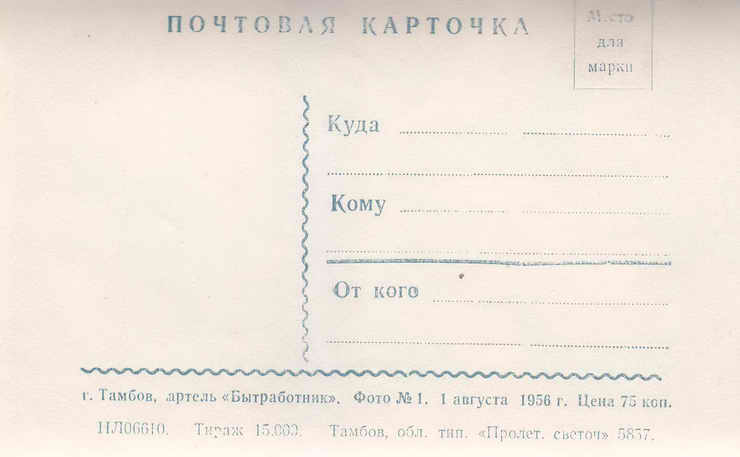 ПОЧТОВАЯ КАРТОЧКА
Место
для
марки
Куда
Кому
От кого
г. Тамбов, артель «Бытработник». Фото № 1. 1 августа 1956 г. Цена 75 коп.
НЛ06610. Тираж 15.000. Тамбов, обл. тип. «Пролет. светоч» 5857.